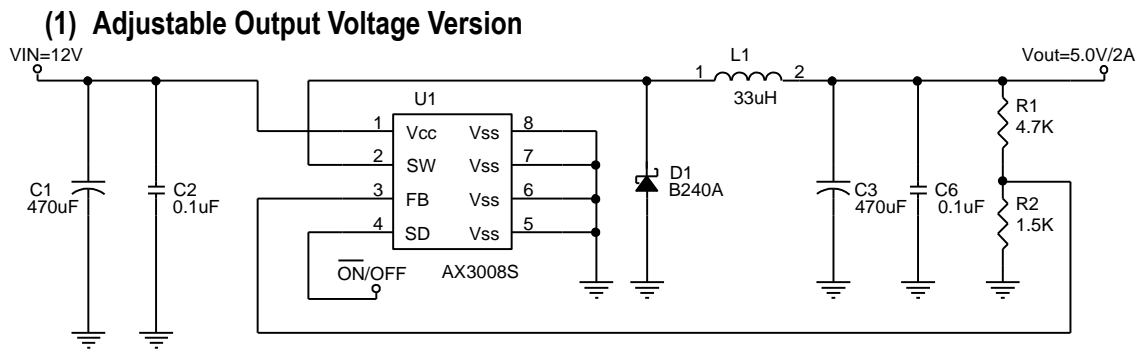 (1) Adjustable Output Voltage Version
VIN=12V
L1
Vout=5.0V/2A
1
2
33uH
U1
R1
4.7K
1 Vcc Vss 8
2 SW Vss 7
3 FB Vss 6
4 SD Vss 5
D1
B240A
C1
470uF
C2
0.1uF
C3
470uF
C6
0.1uF
R2
1.5K
ON/OFF
AX3008S